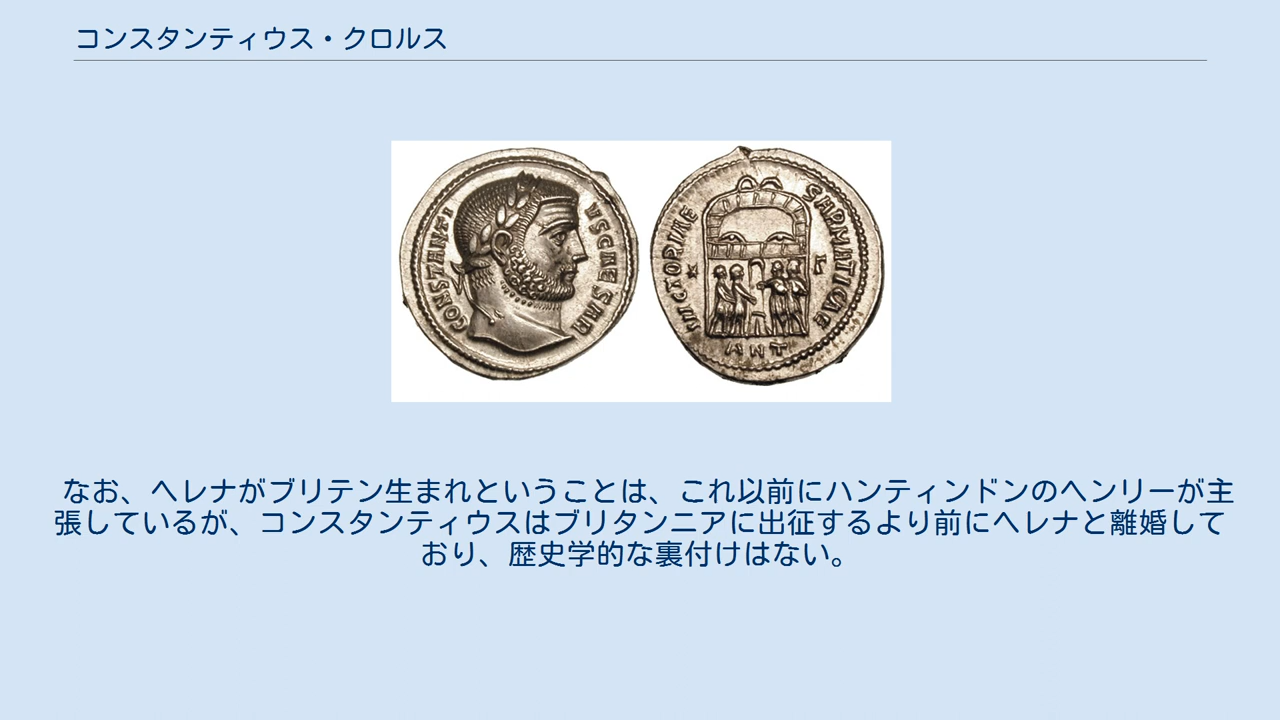 コンスタンティウス・クロルス
CONSTANTI VSCAESAR
VICTORIAE SARMATICAE
Γ
ANT
なお、ヘレナがブリテン生まれということは、これ以前にハンティンドンのヘンリーが主
張しているが、コンスタンティウスはブリタンニアに出征するより前にヘレナと離婚して
おり、歴史学的な裏付けはない。